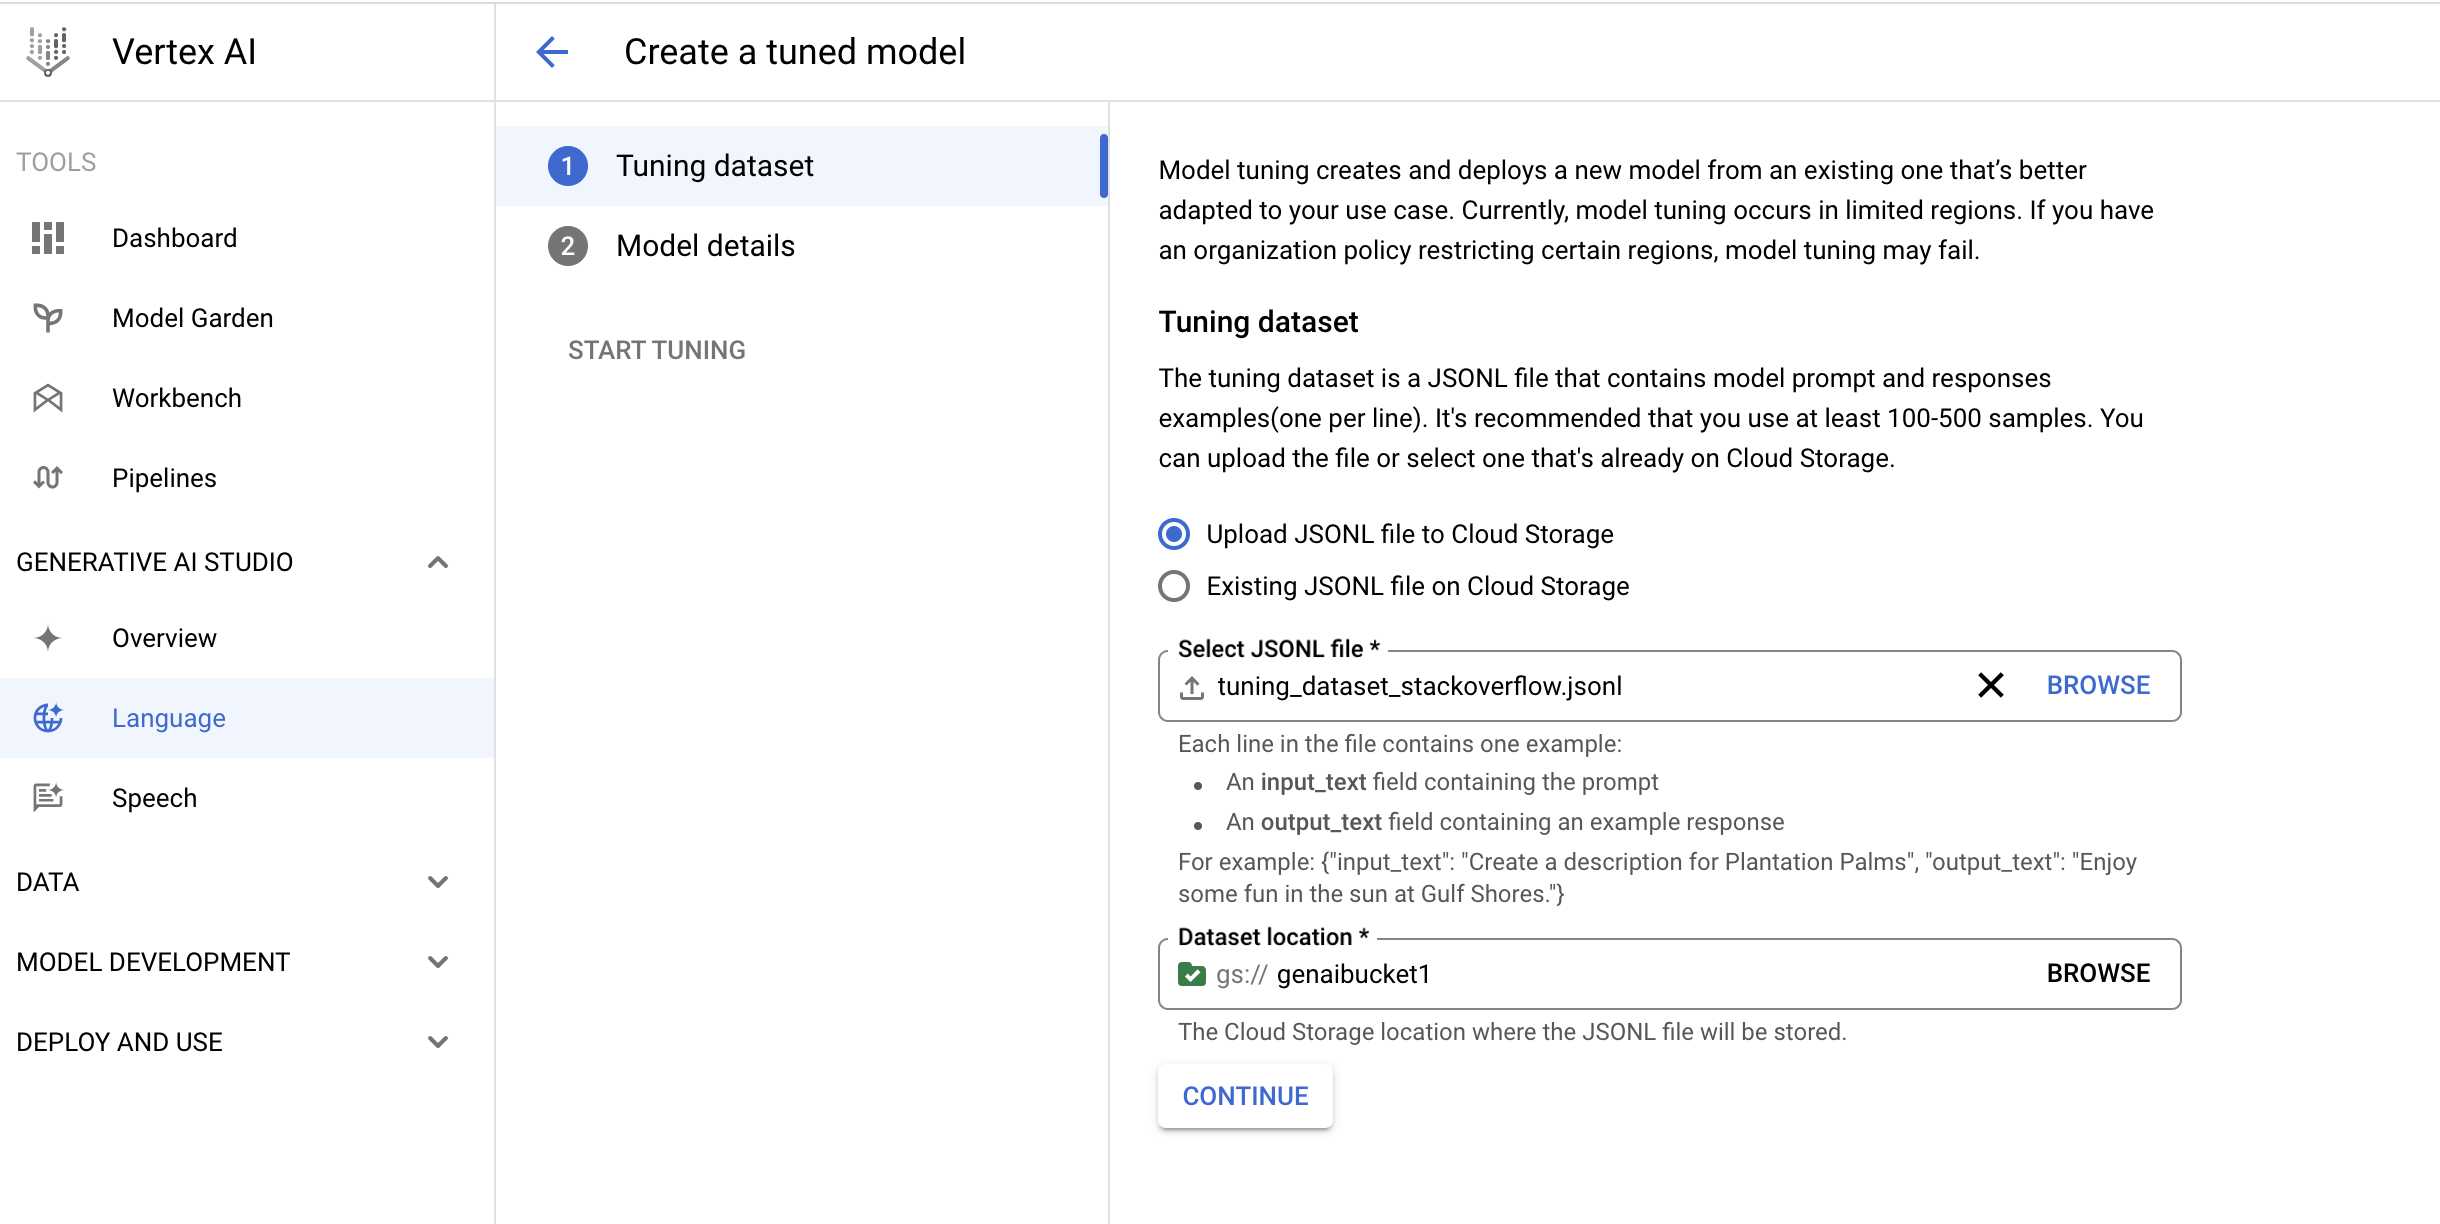 Vertex AI
Create a tuned model
TOOLS
Dashboard
Model Garden
Workbench
Pipelines
GENERATIVE AI STUDIO
Overview
Language
Speech
DATA
MODEL DEVELOPMENT
DEPLOY AND USE
1 Tuning dataset
2 Model details
START TUNING
Model tuning creates and deploys a new model from an existing one that’s better
adapted to your use case. Currently, model tuning occurs in limited regions. If you have
an organization policy restricting certain regions, model tuning may fail.
Tuning dataset
The tuning dataset is a JSONL file that contains model prompt and responses
examples(one per line). It's recommended that you use at least 100-500 samples. You
can upload the file or select one that's already on Cloud Storage.
Upload JSONL file to Cloud Storage
Existing JSONL file on Cloud Storage
Select JSONL file *
tuning_dataset_stackoverflow.jsonl BROWSE
Each line in the file contains one example:
• An input_text field containing the prompt
• An output_text field containing an example response
For example: {"input_text": "Create a description for Plantation Palms", "output_text": "Enjoy
some fun in the sun at Gulf Shores."}
Dataset location *
gs:// genaibucket1 BROWSE
The Cloud Storage location where the JSONL file will be stored.
CONTINUE